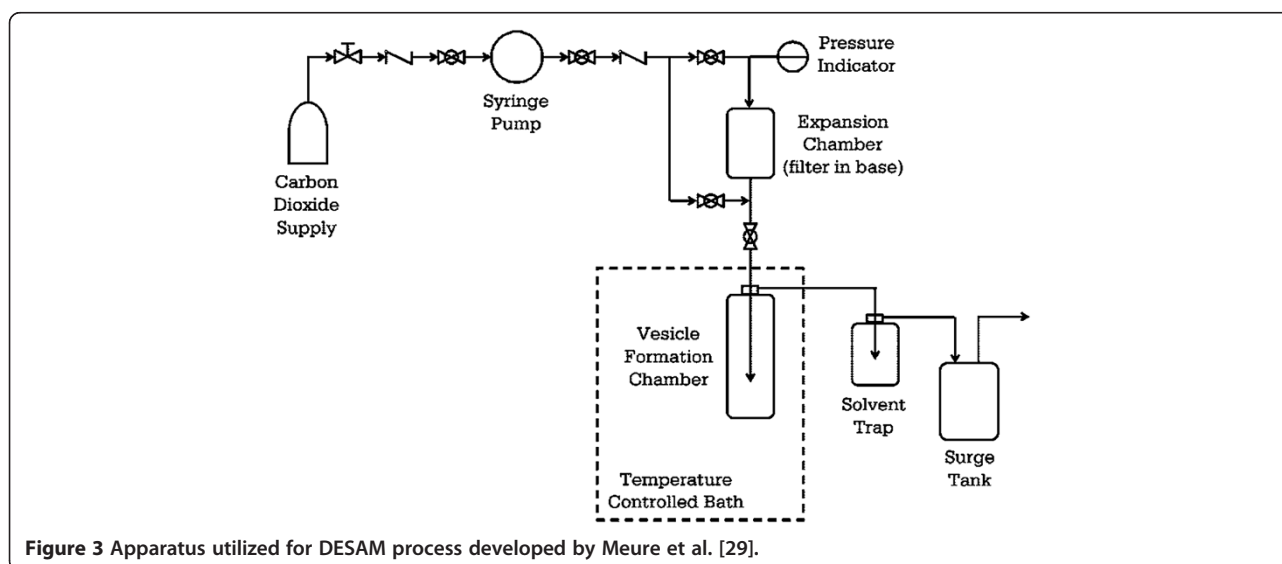 Pressure
Indicator
Syringe
Pump
Expansion
Chamber
(filter in base)
Carbon
Dioxide
Supply
Vesicle
Formation
Chamber
Solvent
Trap
Surge
Tank
Temperature
Controlled Bath
Figure 3 Apparatus utilized for DESAM process developed by Meure et al. [29].